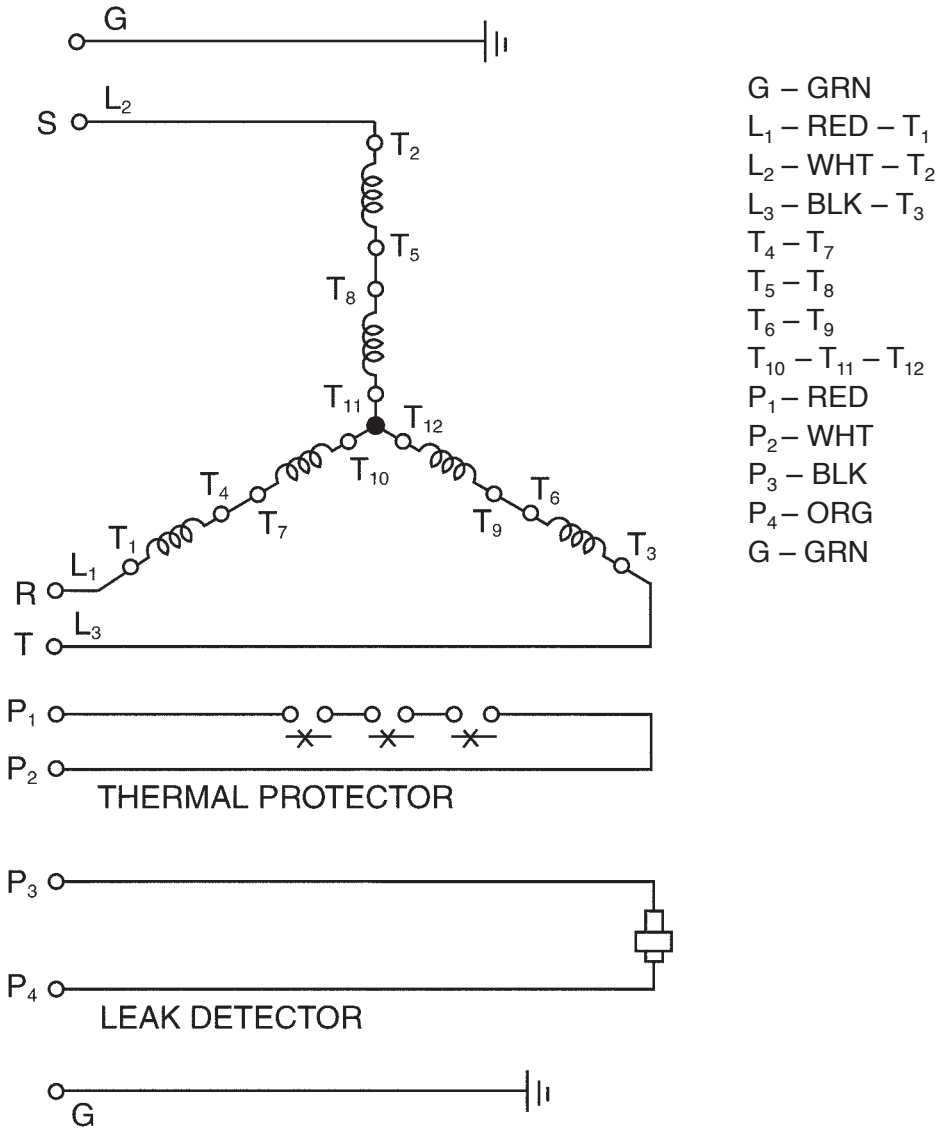 G
S L₂
T₂
T₅
T₈
T₁₁ T₁₂
T₁₀
T₄ T₆
T₇ T₉
T₁ T₃
R L₁
T L₃
P₁
P₂
THERMAL PROTECTOR
P₃
P₄
LEAK DETECTOR
G
G – GRN
L₁ – RED – T₁
L₂ – WHT – T₂
L₃ – BLK – T₃
T₄ – T₇
T₅ – T₈
T₆ – T₉
T₁₀ – T₁₁ – T₁₂
P₁ – RED
P₂ – WHT
P₃ – BLK
P₄ – ORG
G – GRN